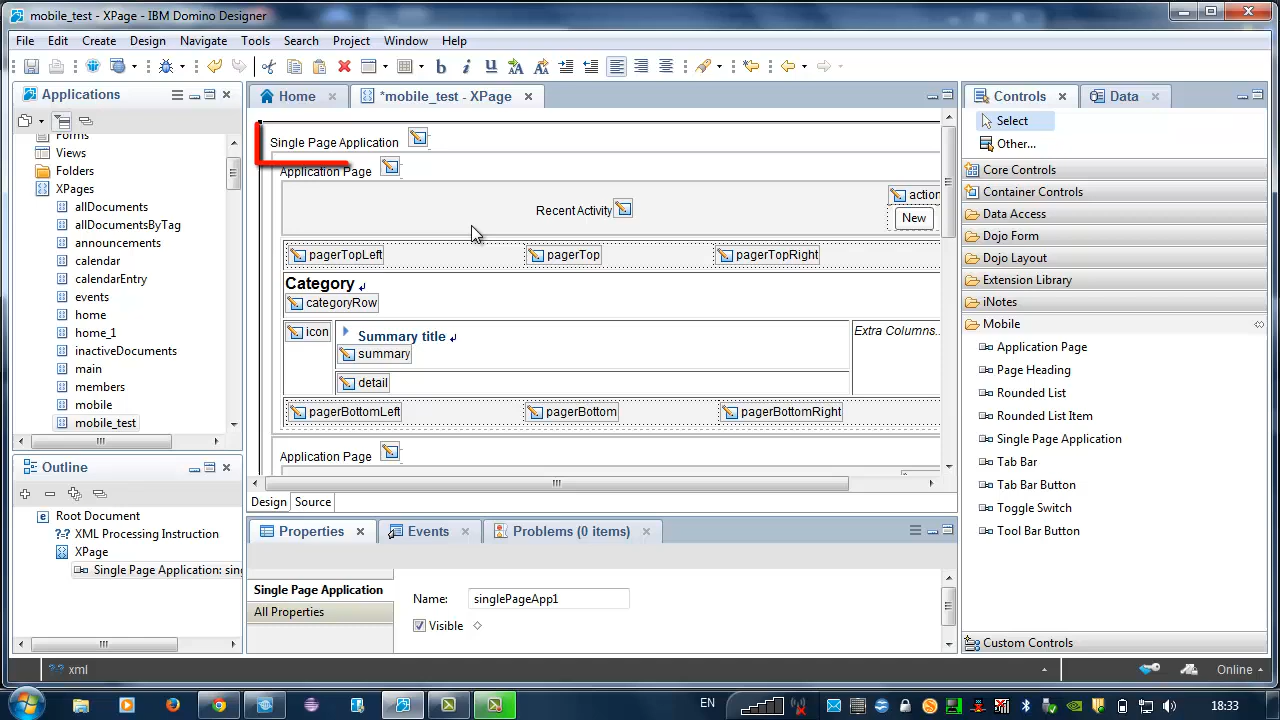 mobile_test - XPage - IBM Domino Designer
File Edit Create Design Navigate Tools Search Project Window Help
Applications
Forms
Views
Folders
XPages
allDocuments
allDocumentsByTag
announcements
calendar
calendarEntry
events
home
home_1
inactiveDocuments
main
members
mobile
mobile_test
Outline
Root Document
XML Processing Instruction
XPage
Single Page Application: sin
Home
*mobile_test - XPage
Single Page Application
Application Page
Recent Activity
action
New
pagerTopLeft pagerTop pagerTopRight
Category
categoryRow
icon
Summary title
Extra Columns..
summary
detail
pagerBottomLeft pagerBottom pagerBottomRight
Application Page
Design Source
Properties Events Problems (0 items)
Single Page Application
All Properties
Name: singlePageApp1
Visible
Controls Data
Select
Other...
Core Controls
Container Controls
Data Access
Dojo Form
Dojo Layout
Extension Library
iNotes
Mobile
Application Page
Page Heading
Rounded List
Rounded List Item
Single Page Application
Tab Bar
Tab Bar Button
Toggle Switch
Tool Bar Button
Custom Controls
xml
Online
EN
18:33